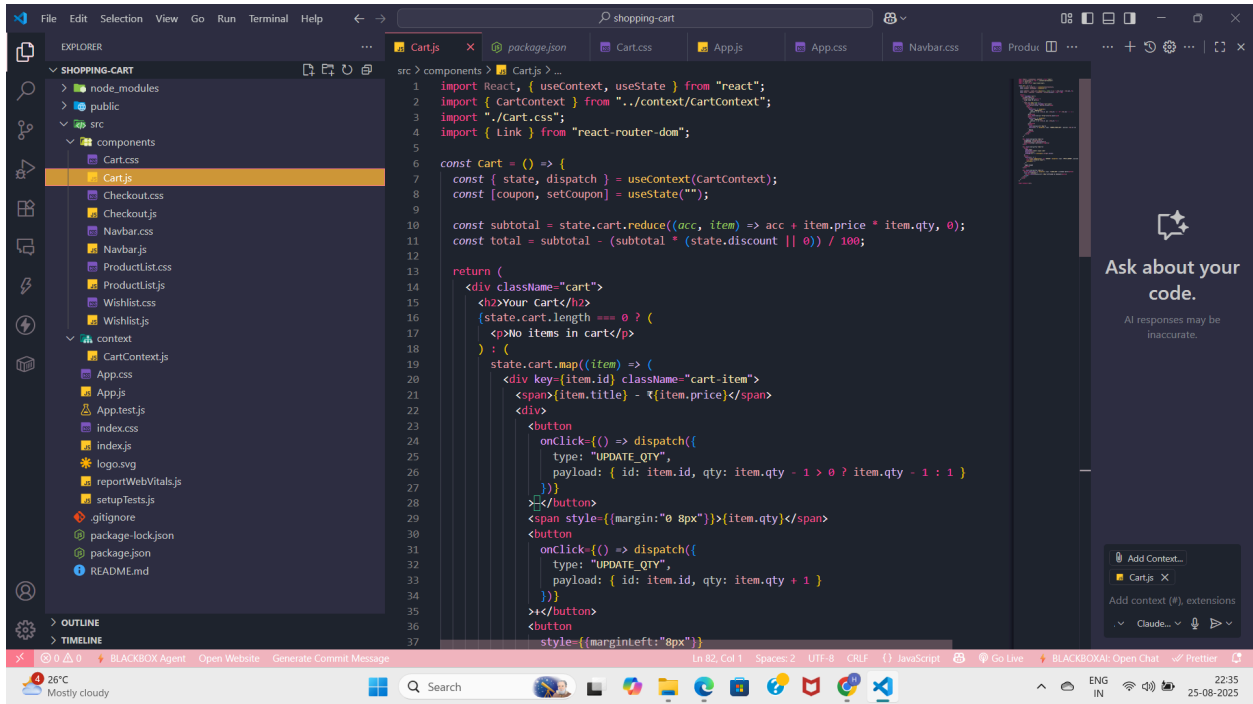 File Edit Selection View Go Run Terminal Help
shopping-cart
EXPLORER
SHOPPING-CART
node_modules
public
src
components
Cart.css
Cart.js
Checkout.css
Checkout.js
Navbar.css
Navbar.js
ProductList.css
ProductList.js
Wishlist.css
Wishlist.js
context
CartContext.js
App.css
App.js
App.test.js
index.css
index.js
logo.svg
reportWebVitals.js
setupTests.js
.gitignore
package-lock.json
package.json
README.md
OUTLINE
TIMELINE
Cart.js package.json Cart.css App.js App.css Navbar.css Produc
src > components > Cart.js > ...
1 import React, { useContext, useState } from "react";
2 import { CartContext } from "../context/CartContext";
3 import "./Cart.css";
4 import { Link } from "react-router-dom";
5
6 const Cart = () => {
7 const { state, dispatch } = useContext(CartContext);
8 const [coupon, setCoupon] = useState("");
9
10 const subtotal = state.cart.reduce((acc, item) => acc + item.price * item.qty, 0);
11 const total = subtotal - (subtotal * (state.discount || 0)) / 100;
12
13 return (
14 <div className="cart">
15 <h2>Your Cart</h2>
16 {state.cart.length === 0 ? (
17 <p>No items in cart</p>
18 ) : (
19 state.cart.map((item) => (
20 <div key={item.id} className="cart-item">
21 <span>{item.title} - ₹{item.price}</span>
22 <div>
23 <button
24 onClick={() => dispatch({
25 type: "UPDATE_QTY",
26 payload: { id: item.id, qty: item.qty - 1 > 0 ? item.qty - 1 : 1 }
27 })}
28 >-</button>
29 <span style={{margin:"0 8px"}}>{item.qty}</span>
30 <button
31 onClick={() => dispatch({
32 type: "UPDATE_QTY",
33 payload: { id: item.id, qty: item.qty + 1 }
34 })}
35 >+</button>
36 <button
37 style={{marginLeft:"8px"}}
Ask about your
code.
AI responses may be
inaccurate.
Add Context...
Cart.js
Add context (#), extensions
Claude...
0 0 BLACKBOX Agent Open Website Generate Commit Message
Ln 82, Col 1 Spaces: 2 UTF-8 CRLF {} JavaScript Go Live BLACKBOXAI: Open Chat Prettier
4
26°C
Mostly cloudy
Search
ENG
IN
22:35
25-08-2025